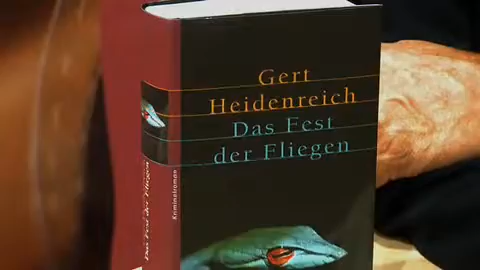 Gert
Heidenreich
Das Fest
der Fliegen
Das Fest der Fliegen
Kriminalroman